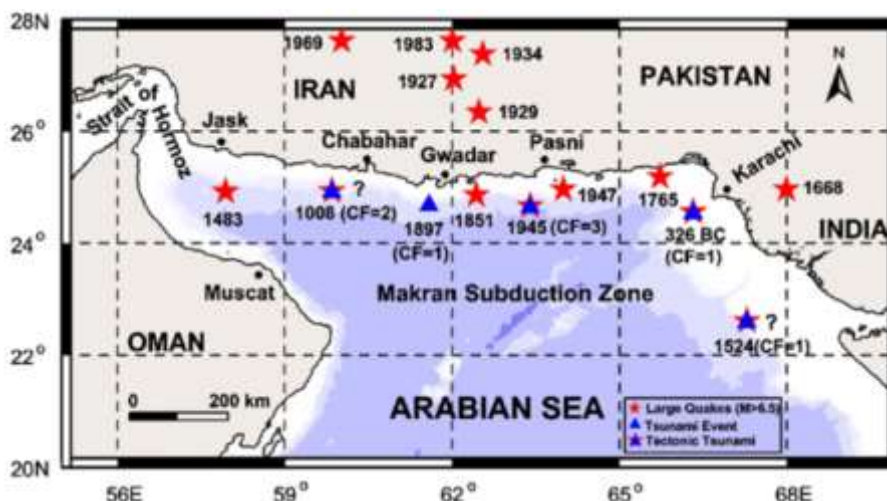 28N
1969
1983
1934
N
IRAN
PAKISTAN
1927
Strait of
Hormoz
1929
26°
Jask
Chabahar
Gwadar
Pasni
Karachi
1483
?
1008 (CF=2)
1897
(CF=1)
1851
1945 (CF=3)
1947
1765
1668
326 BC
(CF=1)
INDIA
24°
Muscat
Makran Subduction Zone
?
1524(CF=1)
OMAN
22°
0 200 km
ARABIAN SEA
Large Quakes (M>6.5)
Tsunami Event
Tectonic Tsunami
20N
56E 59° 62° 65° 68E